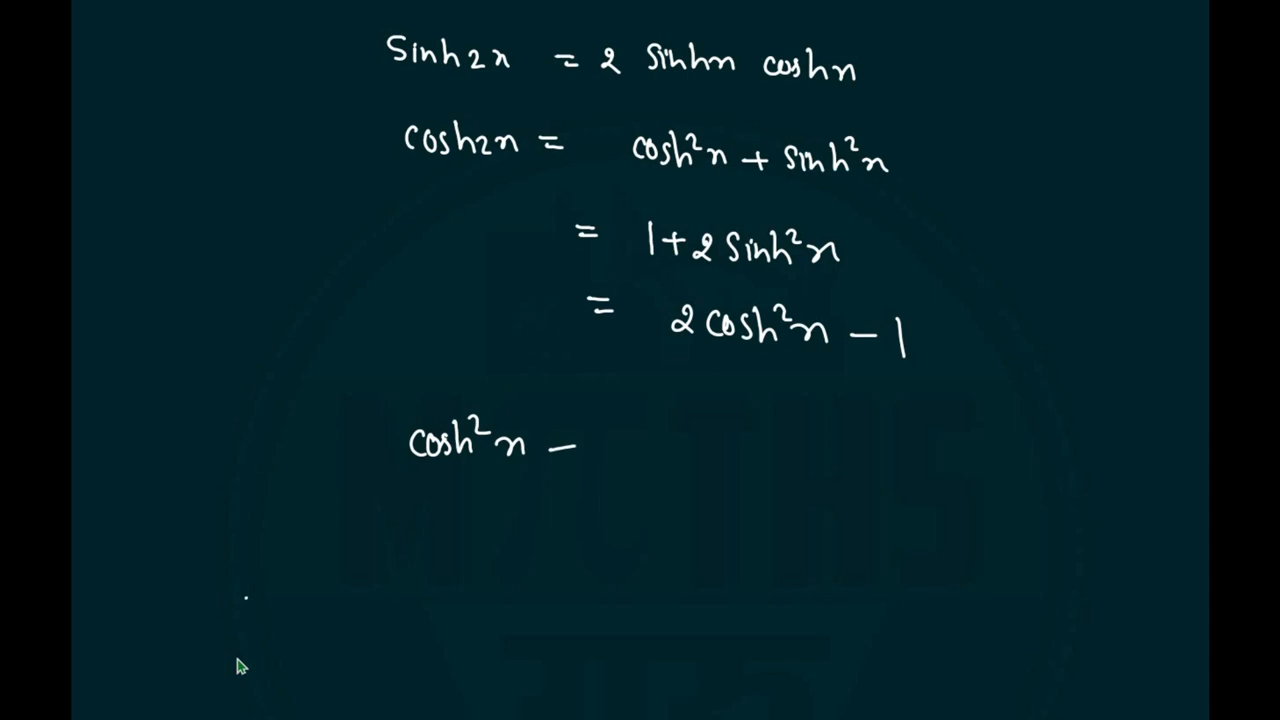 Sinh2x = 2 sinhx coshx
cosh2x = cosh²x + sinh²x
= 1 + 2 sinh²x
= 2 cosh²x − 1
cosh²x −